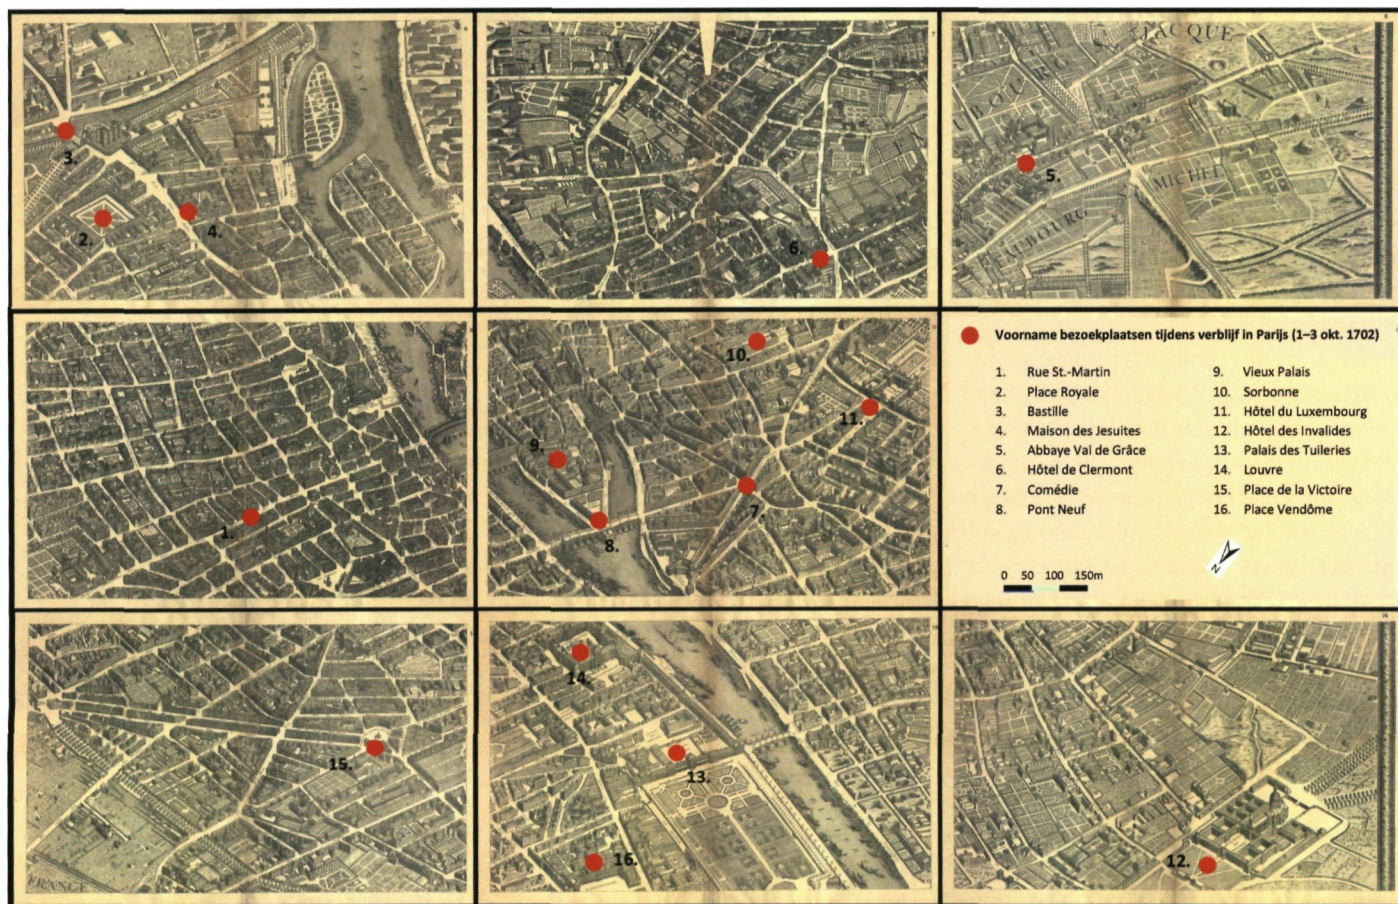 6
7
JACQUE
FAUBOURG
MICHEL
FAUBOURG
3.
2.
4.
6.
5.
1.
10.
11.
9.
7.
8.
Voorname bezoekplaatsen tijdens verblijf in Parijs (1–3 okt. 1702)
1. Rue St.-Martin
2. Place Royale
3. Bastille
4. Maison des Jesuites
5. Abbaye Val de Grâce
6. Hôtel de Clermont
7. Comédie
8. Pont Neuf
9. Vieux Palais
10. Sorbonne
11. Hôtel du Luxembourg
12. Hôtel des Invalides
13. Palais des Tuileries
14. Louvre
15. Place de la Victoire
16. Place Vendôme
0 50 100 150m
N
15.
FRANCE
14.
13.
16.
12.